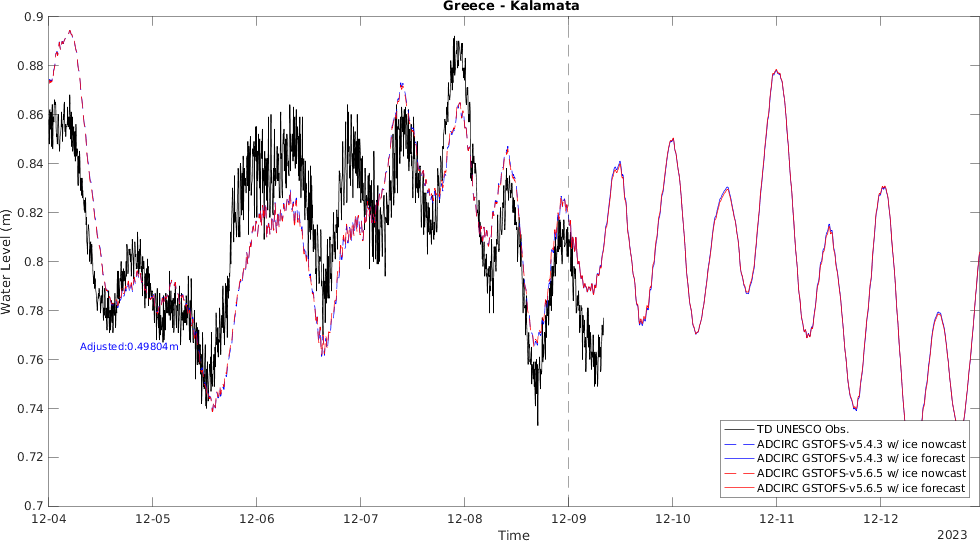 Greece - Kalamata
0.9
0.88
0.86
0.84
0.82
0.8
0.78
0.76
0.74
0.72
0.7
Water Level (m)
Adjusted:0.49804m
TD UNESCO Obs.
ADCIRC GSTOFS-v5.4.3 w/ ice nowcast
ADCIRC GSTOFS-v5.4.3 w/ ice forecast
ADCIRC GSTOFS-v5.6.5 w/ ice nowcast
ADCIRC GSTOFS-v5.6.5 w/ ice forecast
12-04 12-05 12-06 12-07 12-08 12-09 12-10 12-11 12-12
Time
2023